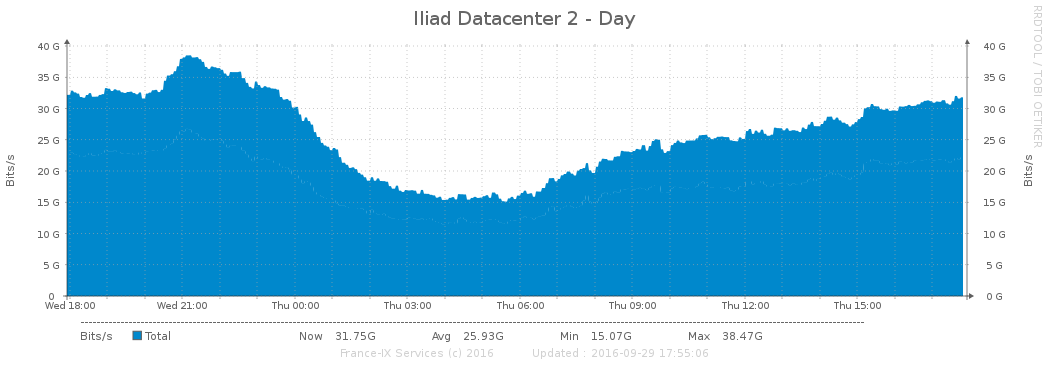 Iliad Datacenter 2 - Day
RRDTOOL / TOBI OETIKER
Bits/s
Bits/s
40 G 40 G
35 G 35 G
30 G 30 G
25 G 25 G
20 G 20 G
15 G 15 G
10 G 10 G
5 G 5 G
0 0 G
Wed 18:00 Wed 21:00 Thu 00:00 Thu 03:00 Thu 06:00 Thu 09:00 Thu 12:00 Thu 15:00
Bits/s Total Now 31.75G Avg 25.93G Min 15.07G Max 38.47G
France-IX Services (c) 2016 Updated : 2016-09-29 17:55:06